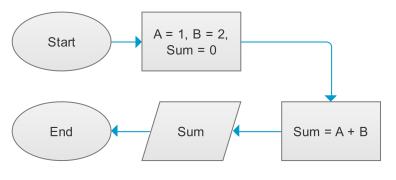 Start
A = 1, B = 2,
Sum = 0
Sum = A + B
Sum
End